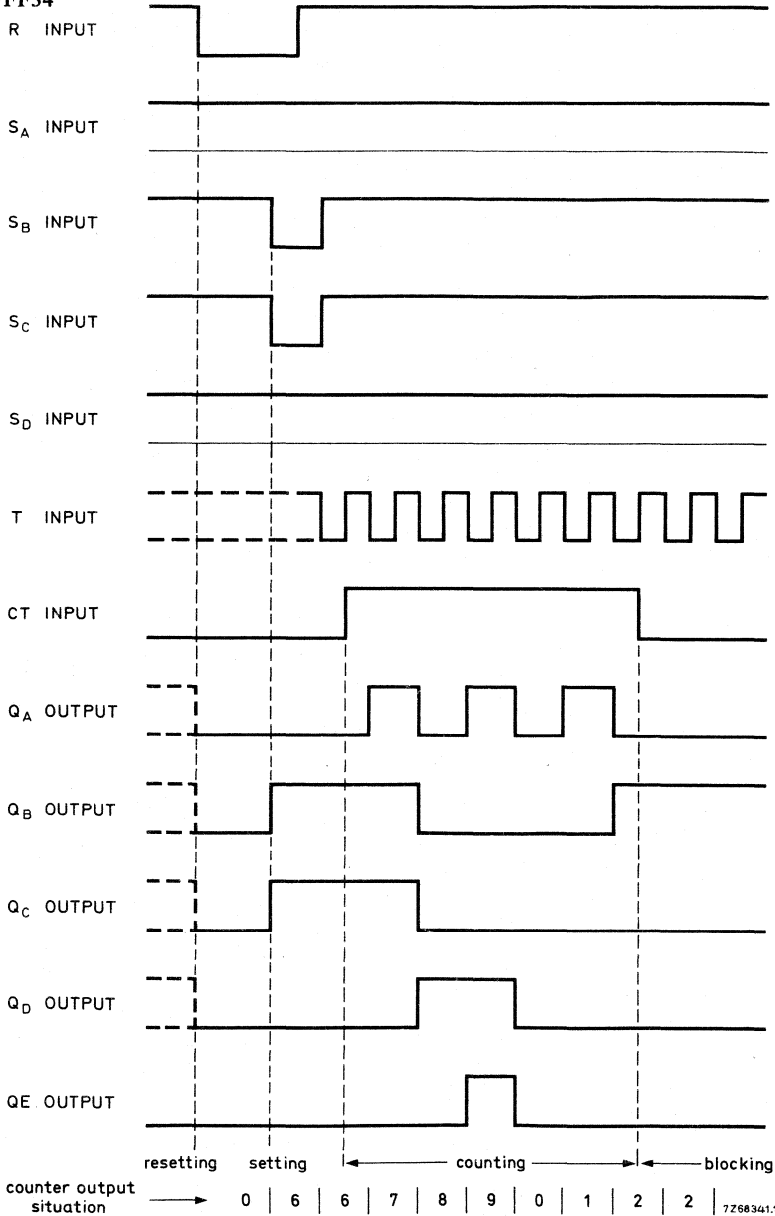 FF34
R INPUT
S_A INPUT
S_B INPUT
S_C INPUT
S_D INPUT
T INPUT
CT INPUT
Q_A OUTPUT
Q_B OUTPUT
Q_C OUTPUT
Q_D OUTPUT
QE OUTPUT
resetting setting counting blocking
counter output
situation 0 6 6 7 8 9 0 1 2 2 7Z68341.